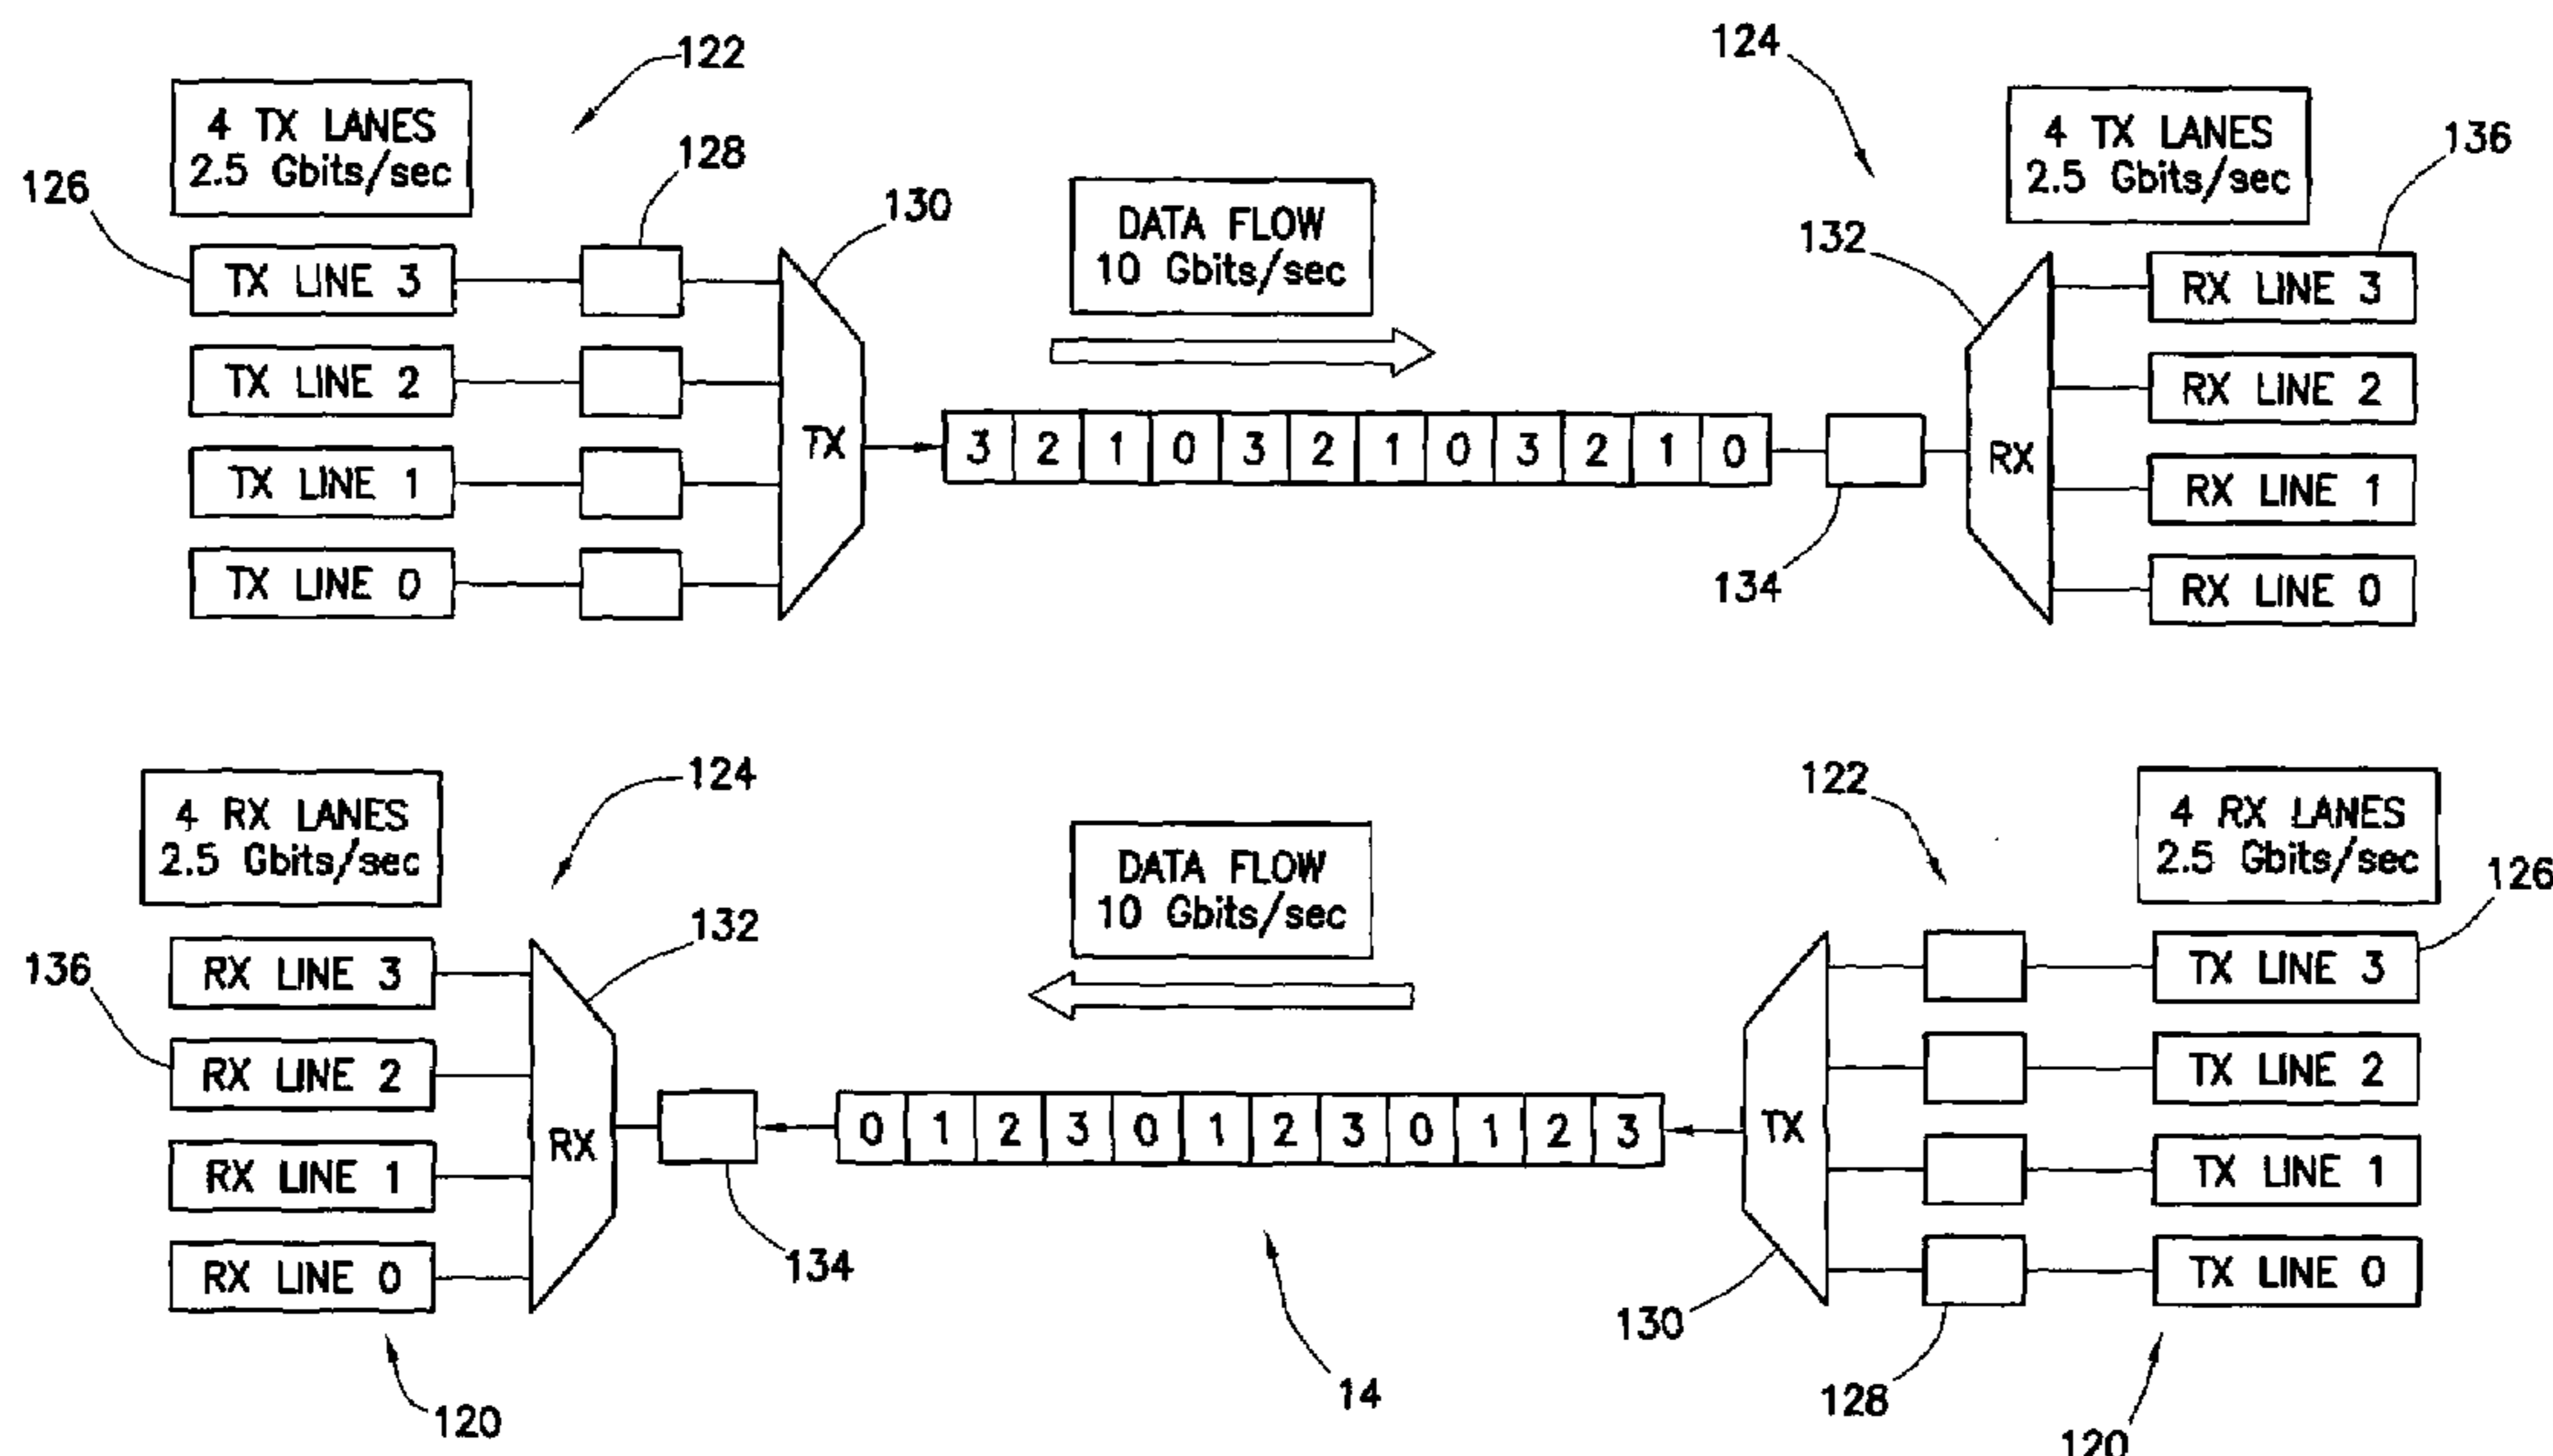 122
124
4 TX LANES
2.5 Gbits/sec
4 TX LANES
2.5 Gbits/sec
136
128
126
130
DATA FLOW
10 Gbits/sec
132
TX LINE 3
RX LINE 3
TX LINE 2
RX LINE 2
TX
3 2 1 0 3 2 1 0 3 2 1 0
RX
TX LINE 1
RX LINE 1
TX LINE 0
134
RX LINE 0
124
122
4 RX LANES
2.5 Gbits/sec
4 RX LANES
2.5 Gbits/sec
DATA FLOW
10 Gbits/sec
126
132
136
RX LINE 3
TX LINE 3
RX LINE 2
TX LINE 2
RX
0 1 2 3 0 1 2 3 0 1 2 3
TX
RX LINE 1
TX LINE 1
134
RX LINE 0
TX LINE 0
130
120
14
128
120